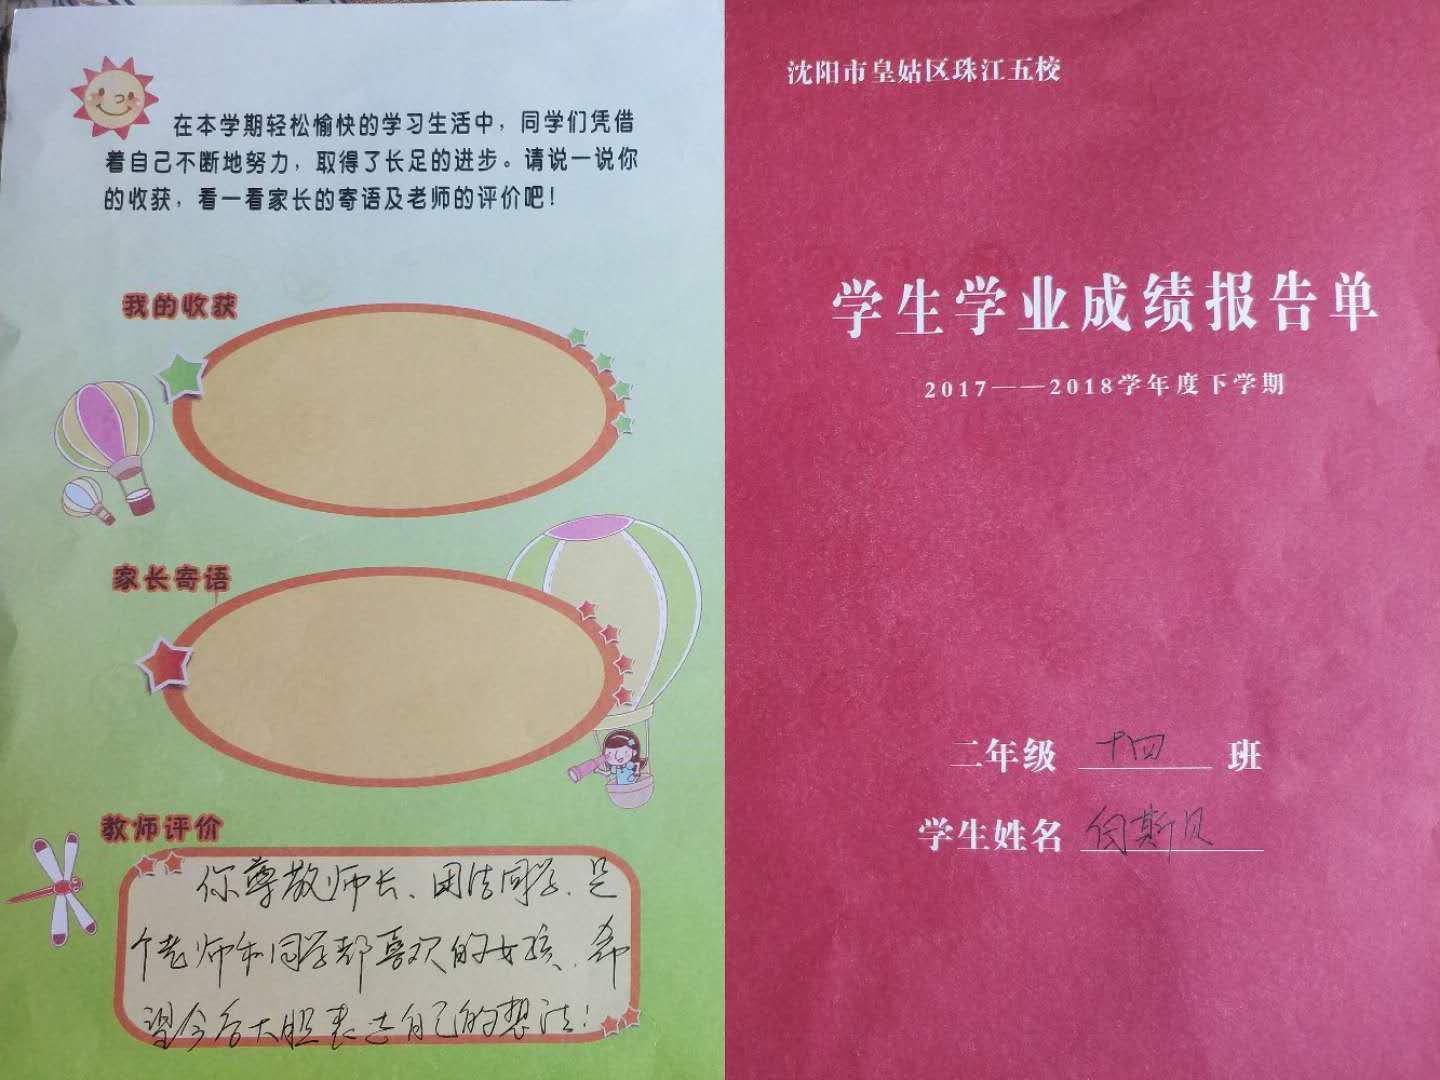 在本学期轻松愉快的学习生活中，同学们凭借
着自己不断地努力，取得了长足的进步。请说一说你
的收获，看一看家长的寄语及老师的评价吧！
我的收获
家长寄语
教师评价
你尊敬师长、团结同学、是
个老师和同学都喜欢的女孩、希
望今后大胆表达自己的想法！
沈阳市皇姑区珠江五校
学生学业成绩报告单
2017——2018学年度下学期
二年级 十四 班
学生姓名 斯贝